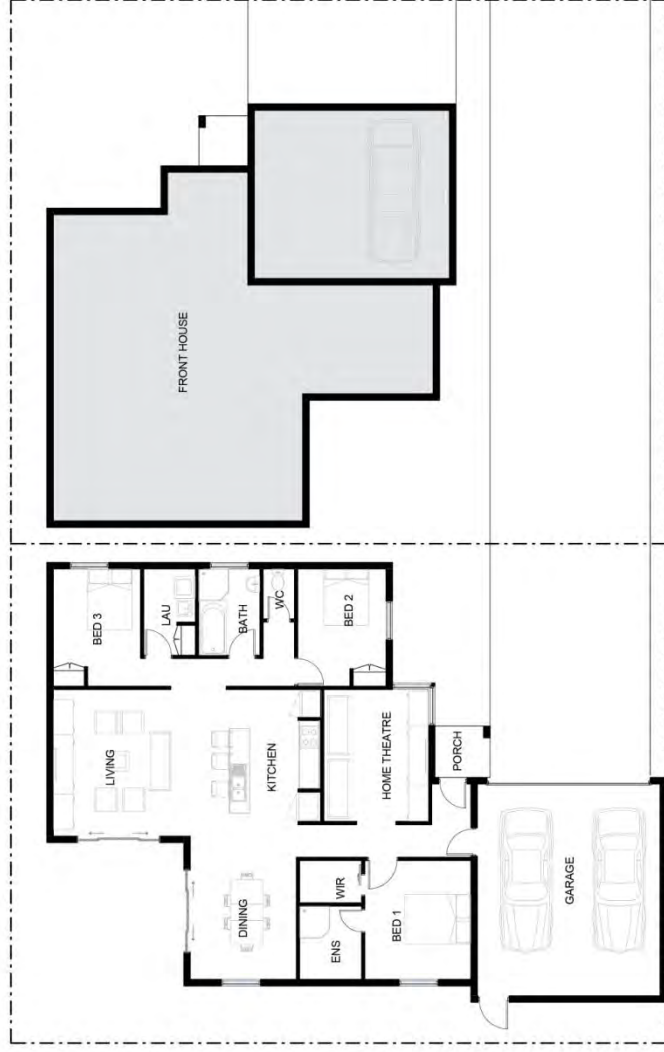 FRONT HOUSE
BED 3
LAU
BATH
WC
BED 2
LIVING
KITCHEN
HOME THEATRE
PORCH
DINING
WIR
ENS
BED 1
GARAGE